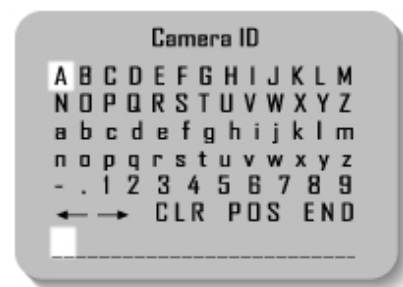 Camera ID
A B C D E F G H I J K L M
N O P Q R S T U V W X Y Z
a b c d e f g h i j k l m
n o p q r s t u v w x y z
- . 1 2 3 4 5 6 7 8 9
← → CLR POS END